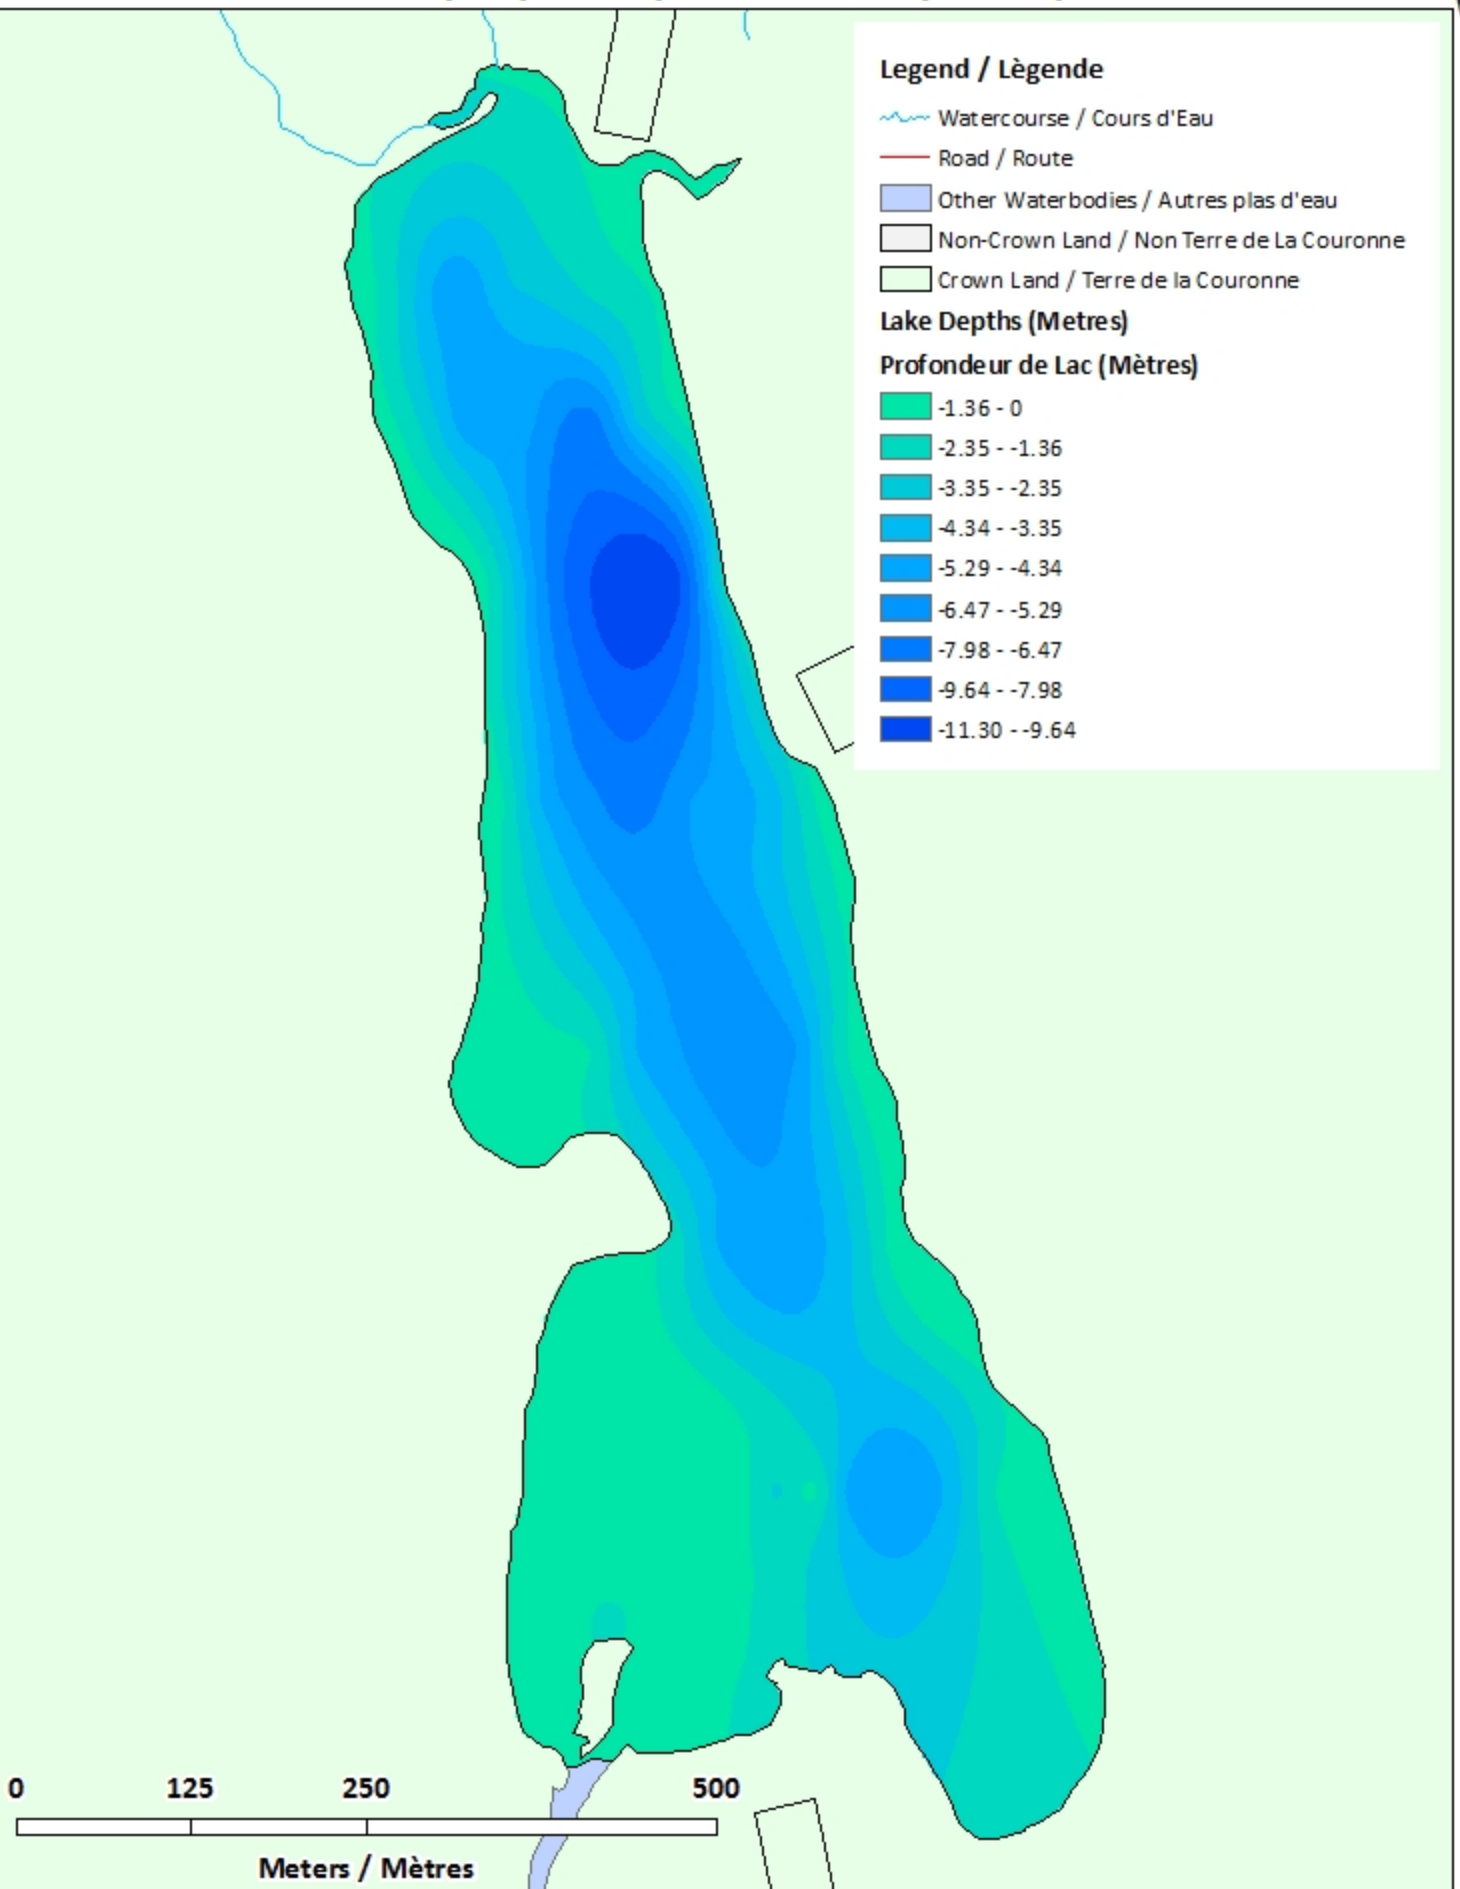 Legend / Lègende
Watercourse / Cours d'Eau
Road / Route
Other Waterbodies / Autres plas d'eau
Non-Crown Land / Non Terre de La Couronne
Crown Land / Terre de la Couronne
Lake Depths (Metres)
Profondeur de Lac (Mètres)
-1.36 - 0
-2.35 - -1.36
-3.35 - -2.35
-4.34 - -3.35
-5.29 - -4.34
-6.47 - -5.29
-7.98 - -6.47
-9.64 - -7.98
-11.30 - -9.64
0 125 250 500
Meters / Mètres